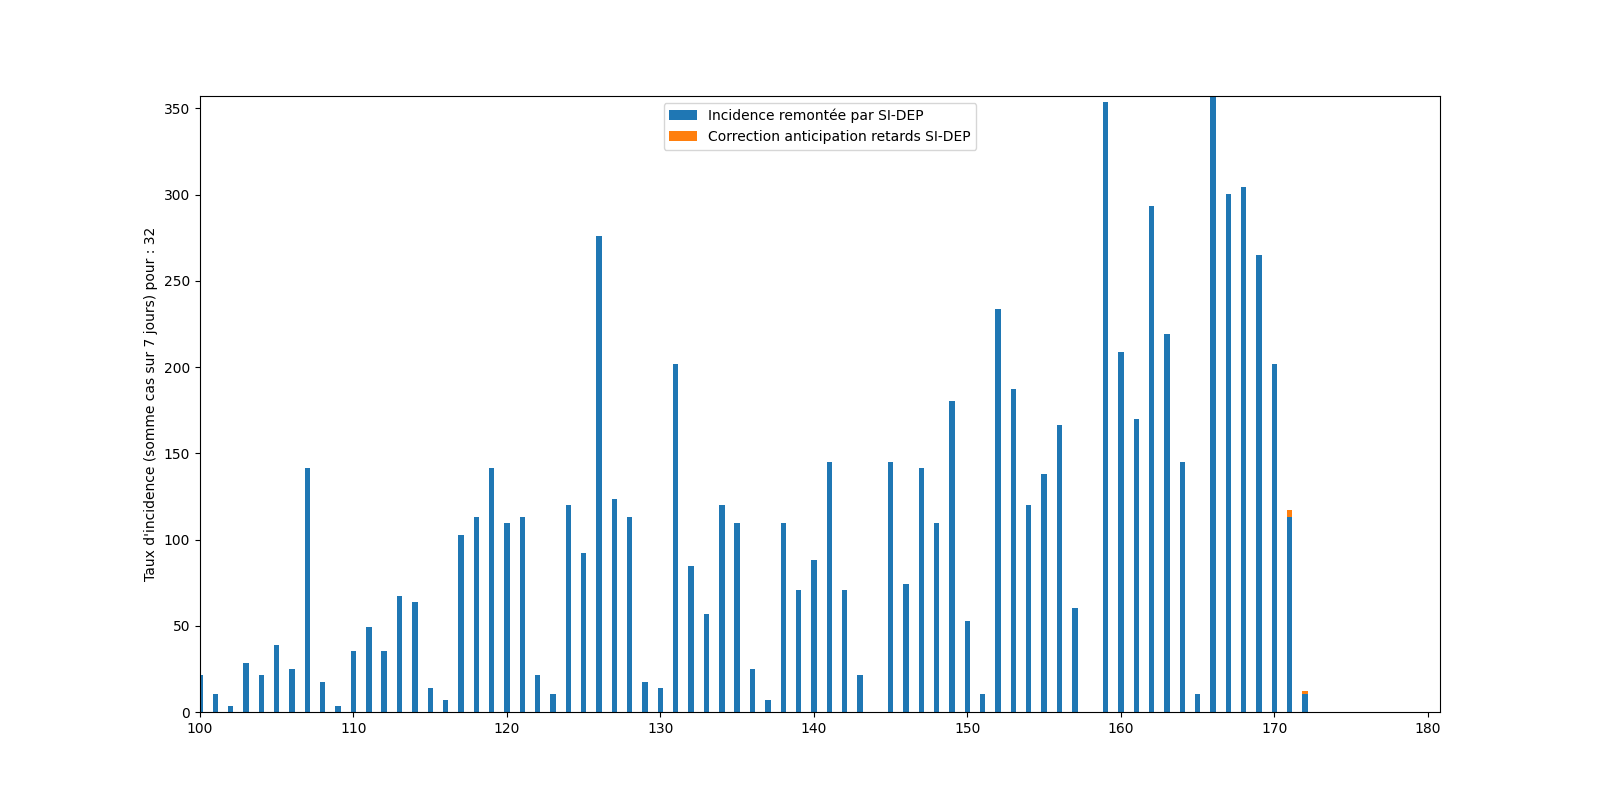 Incidence remontée par SI-DEP
Correction anticipation retards SI-DEP
Taux d'incidence (somme cas sur 7 jours) pour : 32
350
300
250
200
150
100
50
0
100 110 120 130 140 150 160 170 180